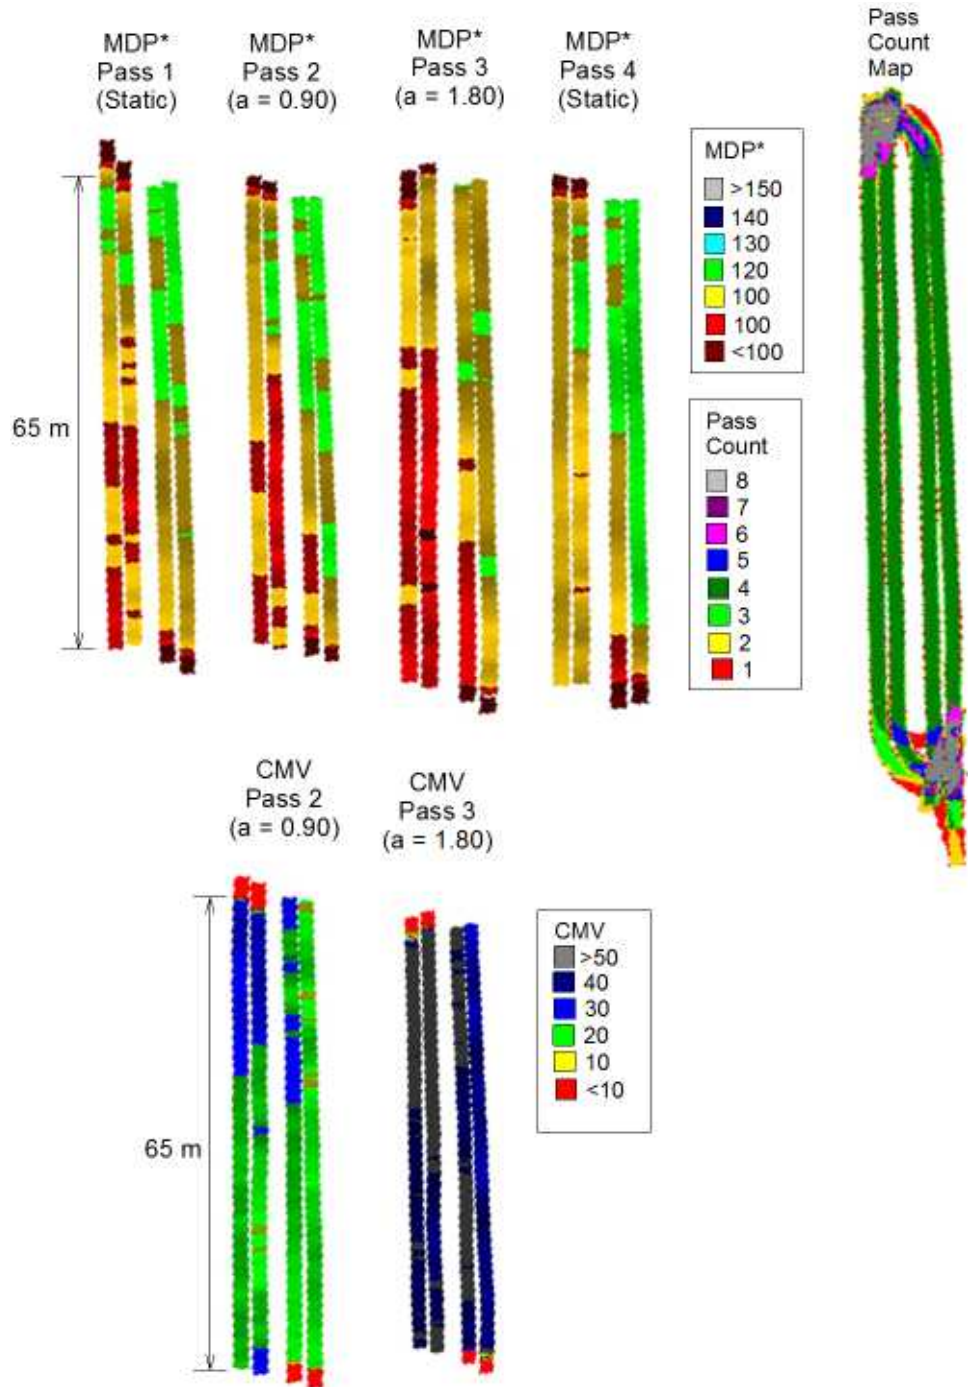 MDP*
Pass 1
(Static)
MDP*
Pass 2
(a = 0.90)
MDP*
Pass 3
(a = 1.80)
MDP*
Pass 4
(Static)
Pass
Count
Map
65 m
MDP*
>150
140
130
120
100
100
<100
Pass
Count
8
7
6
5
4
3
2
1
CMV
Pass 2
(a = 0.90)
CMV
Pass 3
(a = 1.80)
65 m
CMV
>50
40
30
20
10
<10